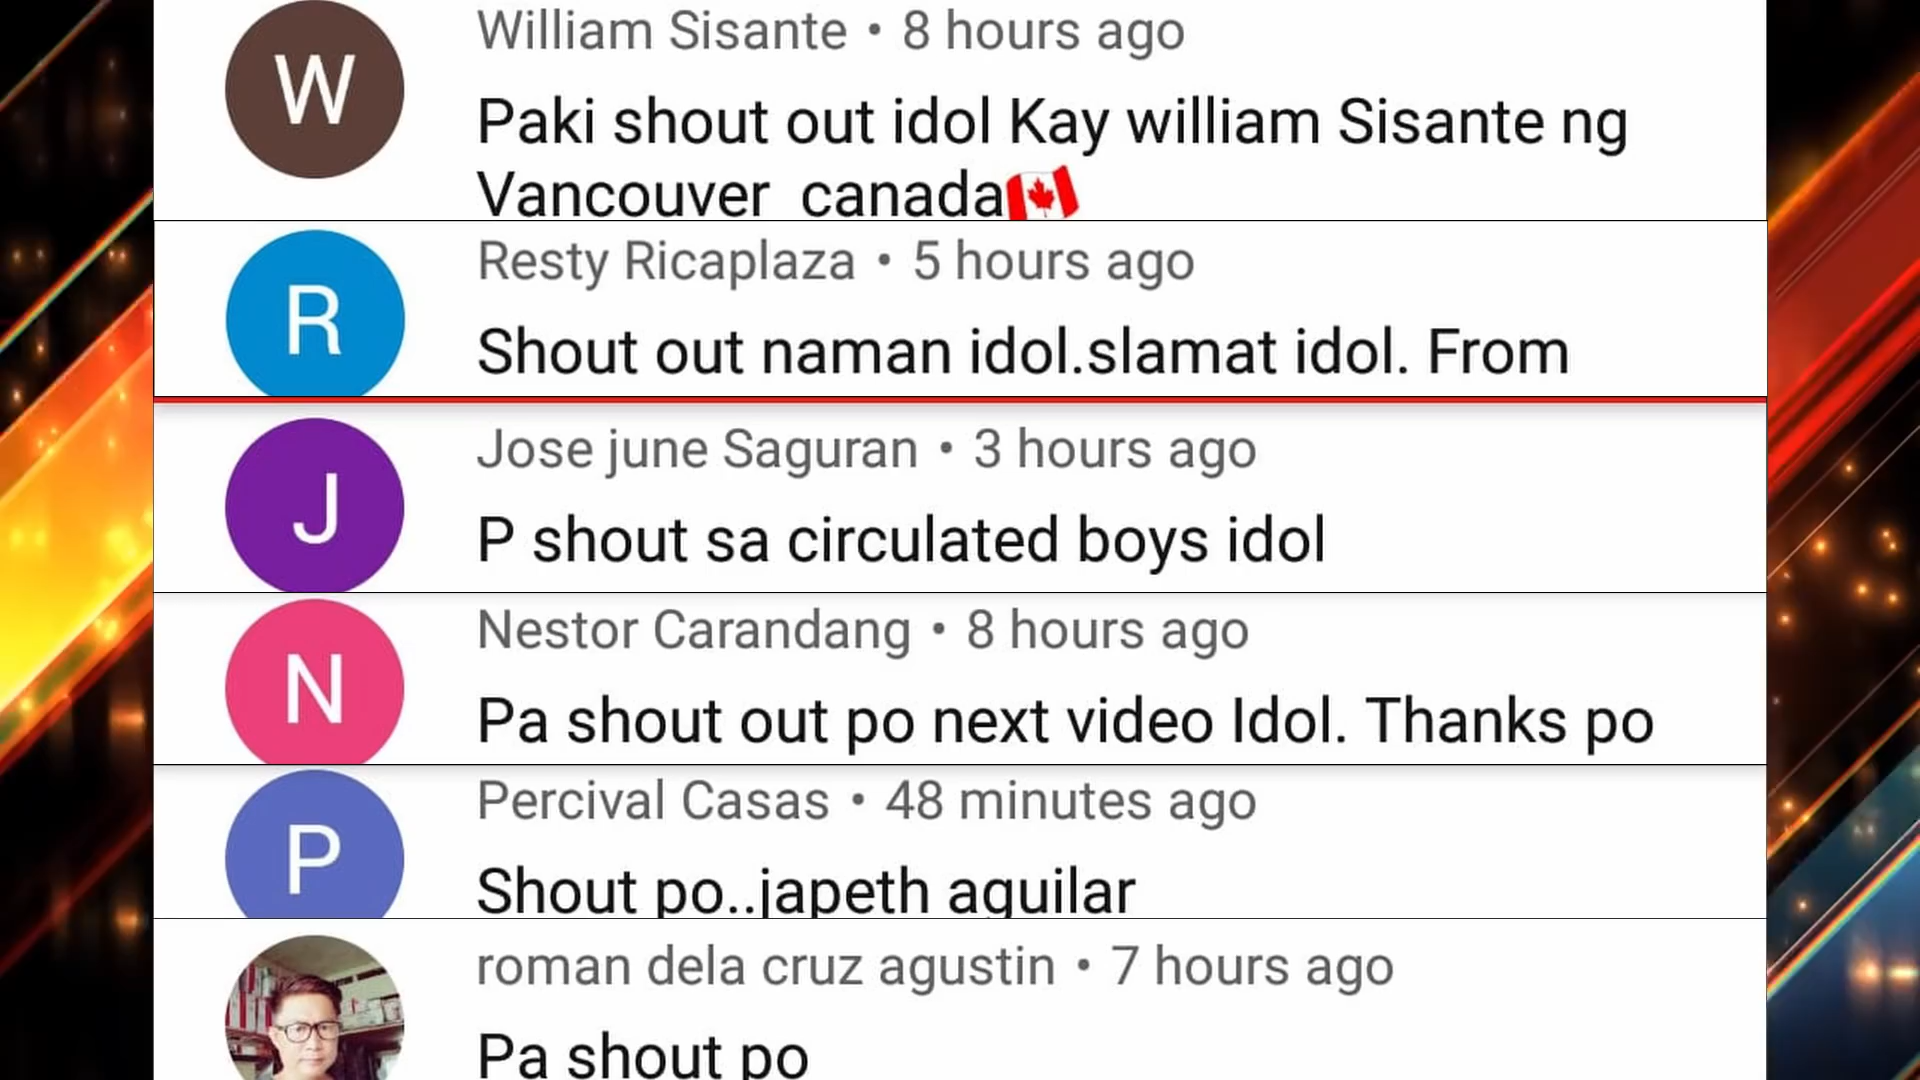 W
William Sisante • 8 hours ago
Paki shout out idol Kay william Sisante ng
Vancouver canada🇨🇦
R
Resty Ricaplaza • 5 hours ago
Shout out naman idol.slamat idol. From
J
Jose june Saguran • 3 hours ago
P shout sa circulated boys idol
N
Nestor Carandang • 8 hours ago
Pa shout out po next video Idol. Thanks po
P
Percival Casas • 48 minutes ago
Shout po..japeth aguilar
roman dela cruz agustin • 7 hours ago
Pa shout po